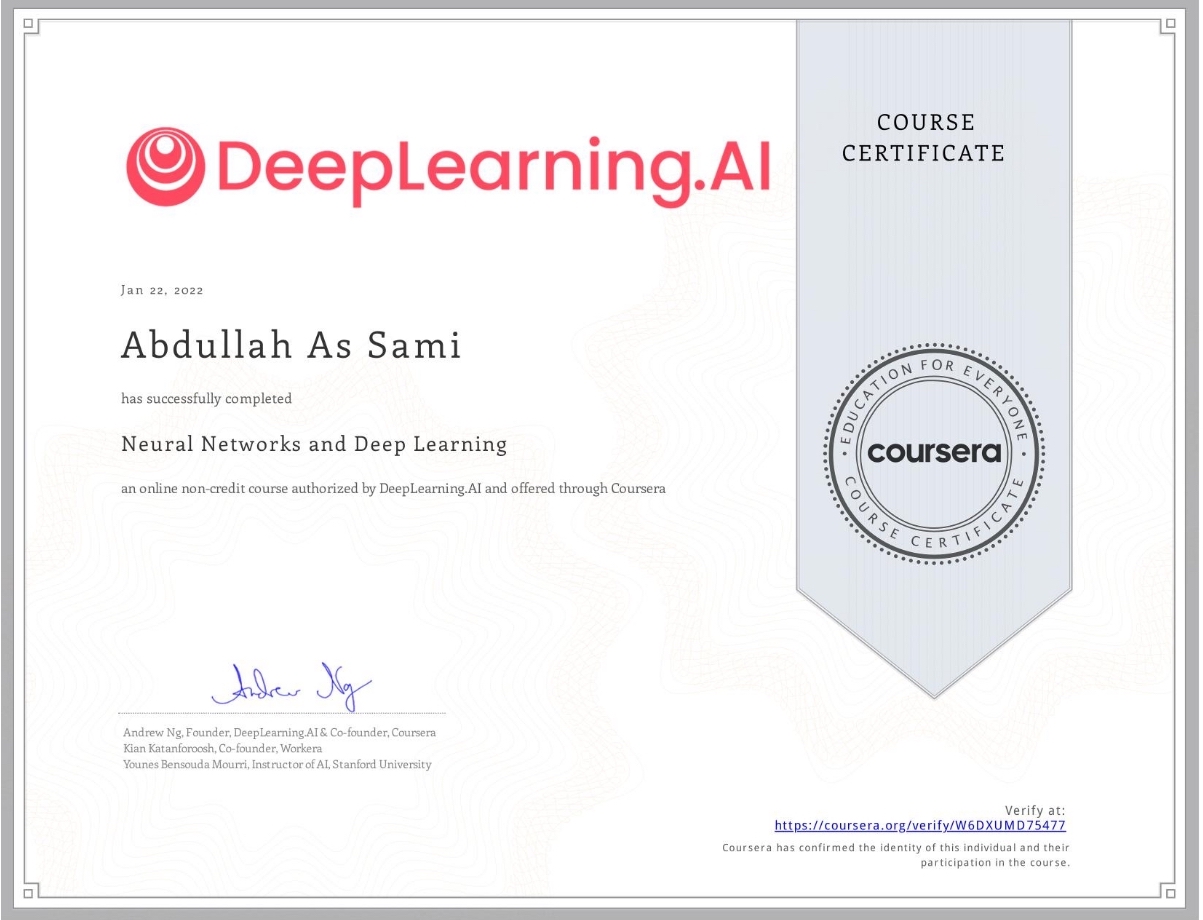 DeepLearning.AI
COURSE
CERTIFICATE
Jan 22, 2022
Abdullah As Sami
has successfully completed
Neural Networks and Deep Learning
an online non-credit course authorized by DeepLearning.AI and offered through Coursera
EDUCATION FOR EVERYONE
coursera
COURSE CERTIFICATE
Andrew Ng
Andrew Ng, Founder, DeepLearning.AI & Co-founder, Coursera
Kian Katanforoosh, Co-founder, Workera
Younes Bensouda Mourri, Instructor of AI, Stanford University
Verify at:
https://coursera.org/verify/W6DXUMD75477
Coursera has confirmed the identity of this individual and their
participation in the course.